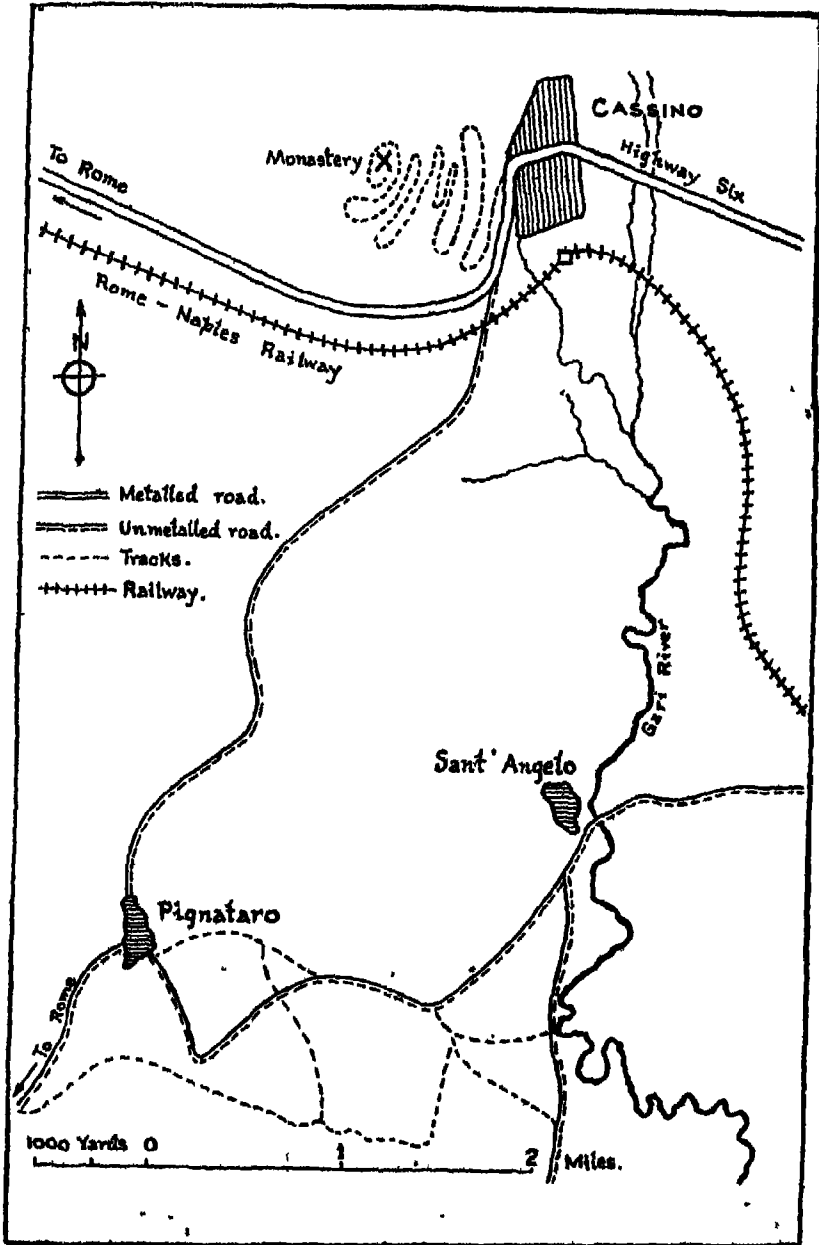 CASSINO
Highway Six
Monastery
To Rome
Rome - Naples Railway
N
Metalled road.
Unmetalled road.
Tracks.
Railway.
Gari River
Sant' Angelo
Pignataro
To Rome
1000 Yards 0 1 2 Miles.